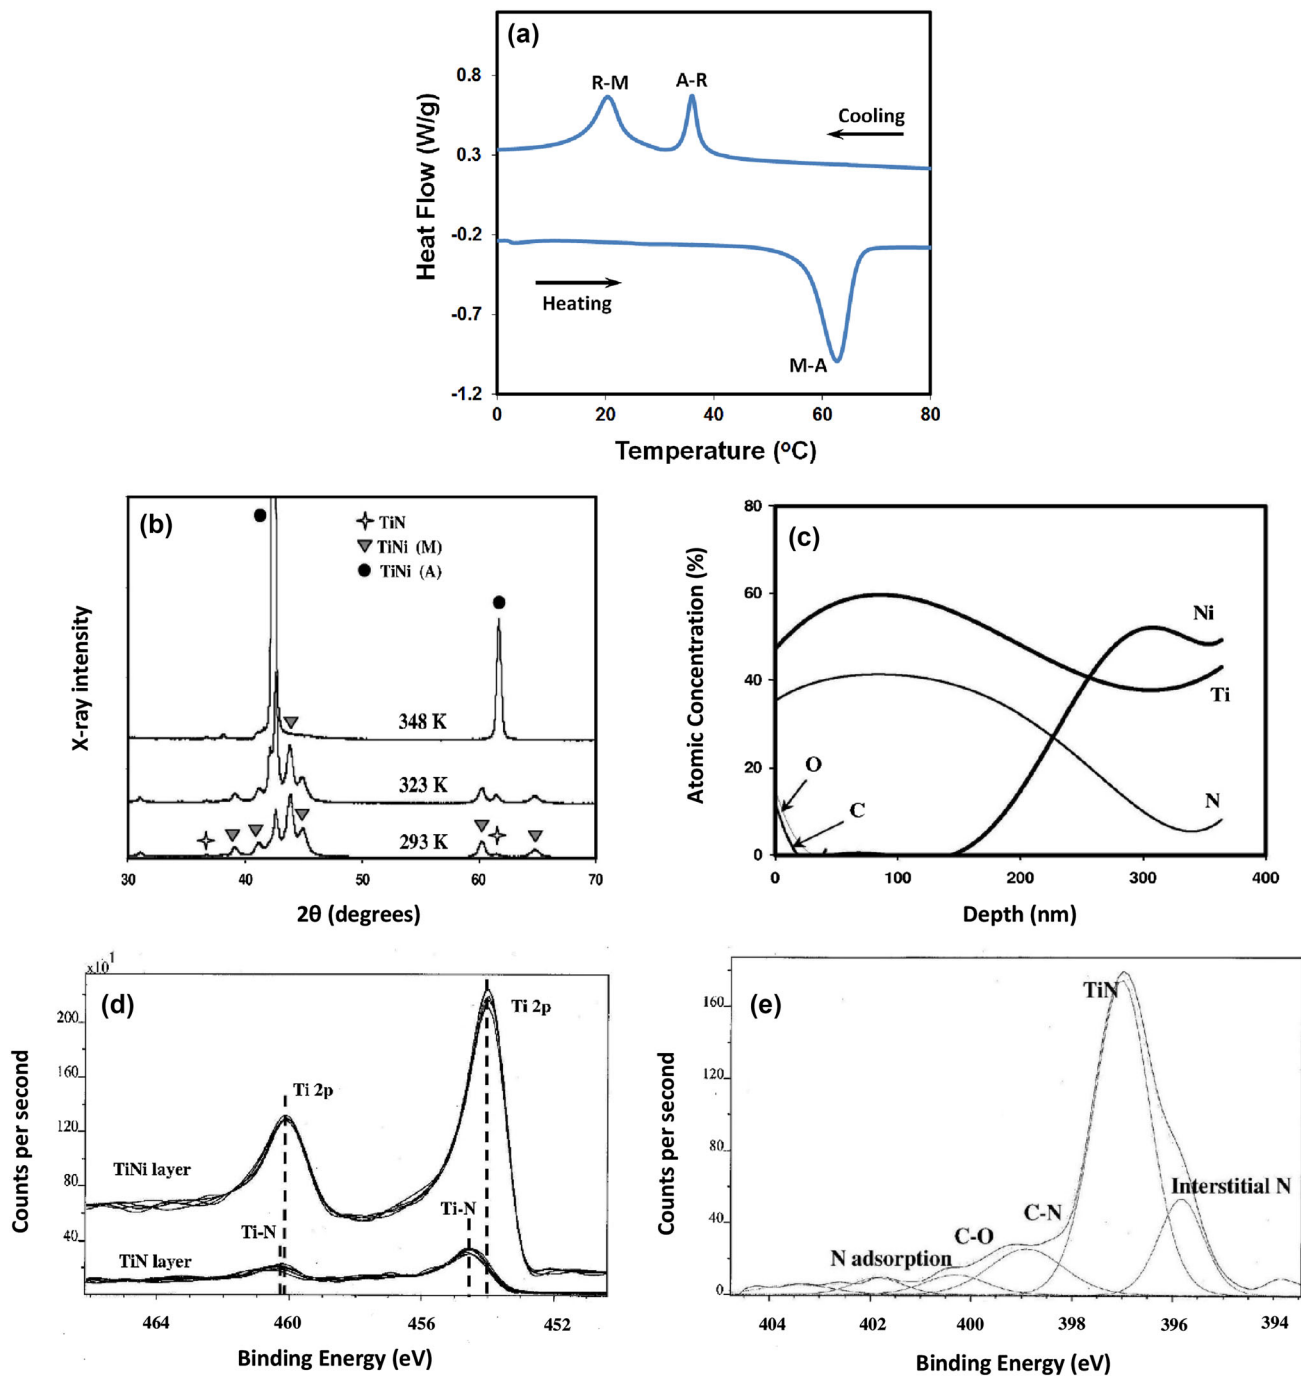 (a)
Heat Flow (W/g)
0.8
0.3
-0.2
-0.7
-1.2
R-M
A-R
Cooling
Heating
M-A
0
20
40
60
80
Temperature (ºC)
(b)
X-ray intensity
TiN
TiNi (M)
TiNi (A)
348 K
323 K
293 K
30
40
50
60
70
2θ (degrees)
(c)
Atomic Concentration (%)
80
60
40
20
0
Ni
Ti
N
O
C
0
100
200
300
400
Depth (nm)
(d)
x10¹
Counts per second
200
160
120
80
40
Ti 2p
Ti 2p
TiNi layer
Ti-N
Ti-N
TiN layer
464
460
454
452
Binding Energy (eV)
(e)
Counts per second
160
120
80
40
0
TiN
Interstitial N
C-N
C-O
N adsorption
404
402
400
398
396
394
Binding Energy (eV)